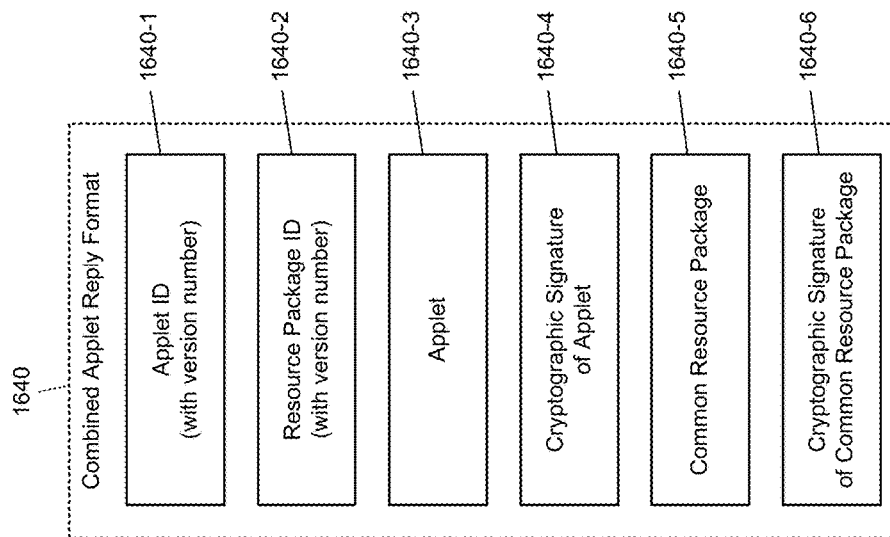 1640
Combined Applet Reply Format
Applet ID
(with version number)
1640-1
Resource Package ID
(with version number)
1640-2
Applet
1640-3
Cryptographic Signature
of Applet
1640-4
Common Resource Package
1640-5
Cryptographic Signature
of Common Resource Package
1640-6